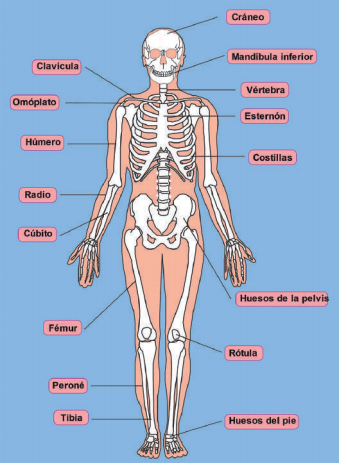 Cráneo
Mandíbula inferior
Clavícula
Vértebra
Omóplato
Esternón
Húmero
Costillas
Radio
Cúbito
Huesos de la pelvis
Fémur
Rótula
Peroné
Tibia
Huesos del pie